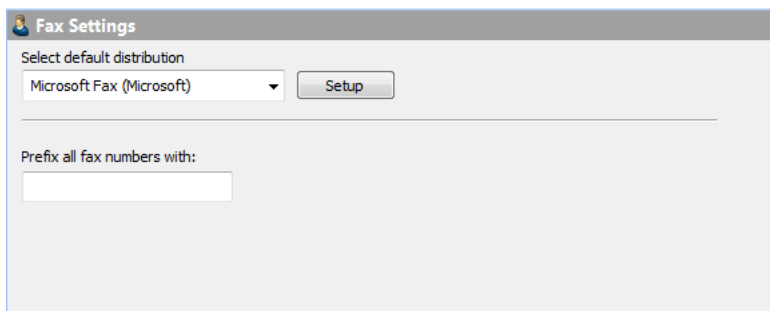 Fax Settings
Select default distribution
Microsoft Fax (Microsoft)
Setup
Prefix all fax numbers with: